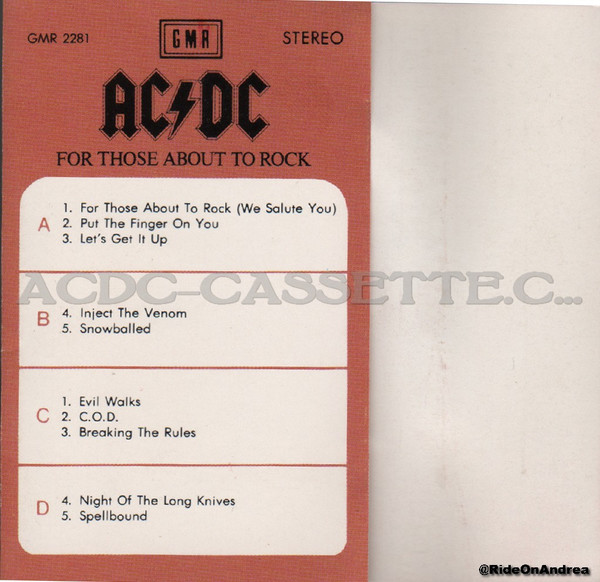 GMR 2281
GMR
STEREO
AC DC
FOR THOSE ABOUT TO ROCK
A
1. For Those About To Rock (We Salute You)
2. Put The Finger On You
3. Let's Get It Up
ACDC-CASSETTE.C...
B
4. Inject The Venom
5. Snowballed
C
1. Evil Walks
2. C.O.D.
3. Breaking The Rules
D
4. Night Of The Long Knives
5. Spellbound
@RideOnAndrea